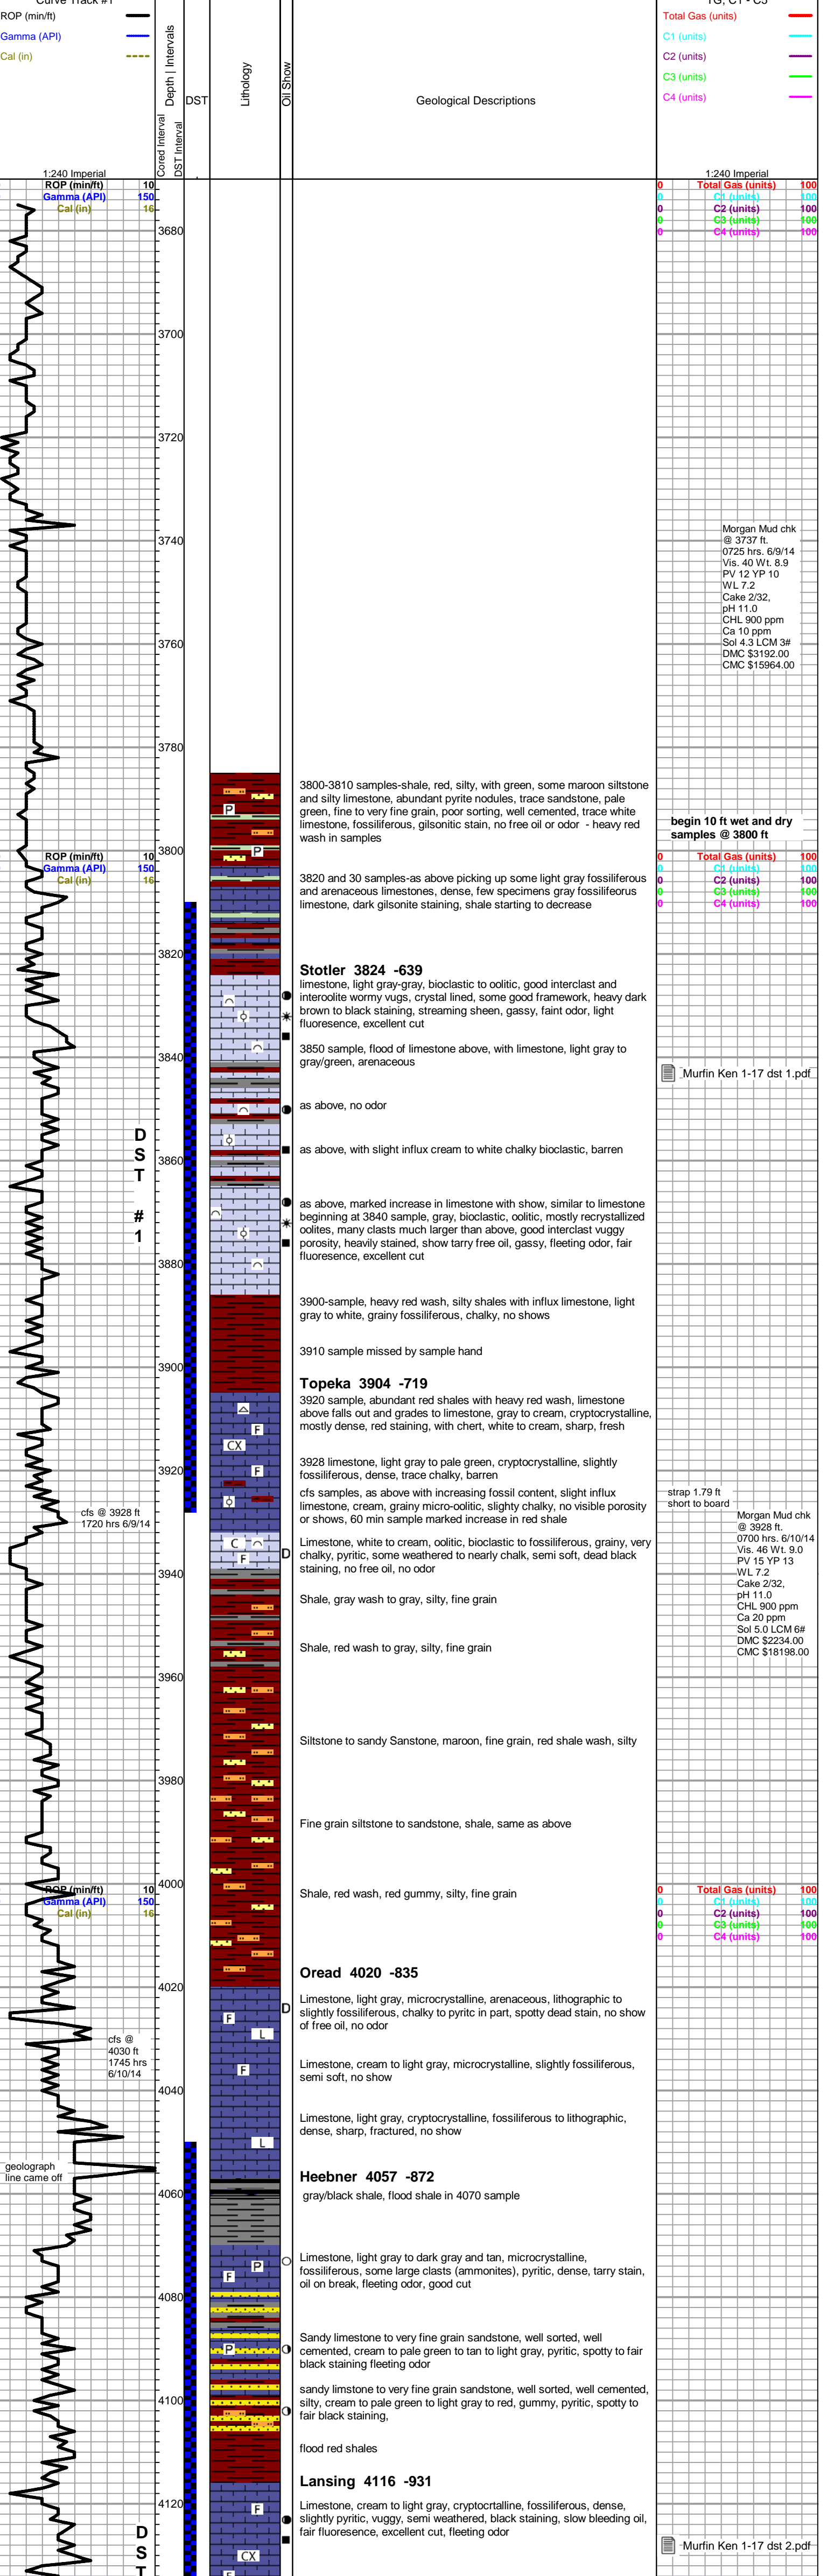 Curve Track #1
ROP (min/ft)
Gamma (API)
Cal (in)
Depth | Intervals
Cored Interval
DST Interval
DST
Lithology
Oil Show
Geological Descriptions
TG, C1 - C5
Total Gas (units)
C1 (units)
C2 (units)
C3 (units)
C4 (units)
1:240 Imperial
1:240 Imperial
ROP (min/ft) 10
Gamma (API) 150
Cal (in) 16
0 Total Gas (units) 100
0 C1 (units) 100
0 C2 (units) 100
0 C3 (units) 100
0 C4 (units) 100
3680
3700
3720
3740
Morgan Mud chk
@ 3737 ft.
0725 hrs. 6/9/14
Vis. 40 Wt. 8.9
PV 12 YP 10
WL 7.2
Cake 2/32,
pH 11.0
CHL 900 ppm
Ca 10 ppm
Sol 4.3 LCM 3#
DMC $3192.00
CMC $15964.00
3760
3780
3800-3810 samples-shale, red, silty, with green, some maroon siltstone
and silty limestone, abundant pyrite nodules, trace sandstone, pale
green, fine to very fine grain, poor sorting, well cemented, trace white
limestone, fossiliferous, gilsonitic stain, no free oil or odor - heavy red
wash in samples
P
P
begin 10 ft wet and dry
samples @ 3800 ft
3800
ROP (min/ft) 10
Gamma (API) 150
Cal (in) 16
0 Total Gas (units) 100
0 C1 (units) 100
0 C2 (units) 100
0 C3 (units) 100
0 C4 (units) 100
3820 and 30 samples-as above picking up some light gray fossiliferous
and arenaceous limestones, dense, few specimens gray fossilifeorus
limestone, dark gilsonite staining, shale starting to decrease
3820
Stotler 3824 -639
limestone, light gray-gray, bioclastic to oolitic, good interclast and
interoolite wormy vugs, crystal lined, some good framework, heavy dark
brown to black staining, streaming sheen, gassy, faint odor, light
fluoresence, excellent cut
3840
3850 sample, flood of limestone above, with limestone, light gray to
gray/green, arenaceous
Murfin Ken 1-17 dst 1.pdf
as above, no odor
D
S
T
#
1
as above, with slight influx cream to white chalky bioclastic, barren
3860
as above, marked increase in limestone with show, similar to limestone
beginning at 3840 sample, gray, bioclastic, oolitic, mostly recrystallized
oolites, many clasts much larger than above, good interclast vuggy
porosity, heavily stained, show tarry free oil, gassy, fleeting odor, fair
fluoresence, excellent cut
3880
3900-sample, heavy red wash, silty shales with influx limestone, light
gray to white, grainy fossiliferous, chalky, no shows
3910 sample missed by sample hand
3900
Topeka 3904 -719
3920 sample, abundant red shales with heavy red wash, limestone
above falls out and grades to limestone, gray to cream, cryptocrystalline,
mostly dense, red staining, with chert, white to cream, sharp, fresh
F
CX
F
3920
3928 limestone, light gray to pale green, cryptocrystalline, slightly
fossiliferous, dense, trace chalky, barren
cfs samples, as above with increasing fossil content, slight influx
limestone, cream, grainy micro-oolitic, slighty chalky, no visible porosity
or shows, 60 min sample marked increase in red shale
cfs @ 3928 ft
1720 hrs 6/9/14
strap 1.79 ft
short to board
Morgan Mud chk
@ 3928 ft.
0700 hrs. 6/10/14
Vis. 46 Wt. 9.0
PV 15 YP 13
WL 7.2
Cake 2/32,
pH 11.0
CHL 900 ppm
Ca 20 ppm
Sol 5.0 LCM 6#
DMC $2234.00
CMC $18198.00
C
F
D
Limestone, white to cream, oolitic, bioclastic to fossiliferous, grainy, very
chalky, pyritic, some weathered to nearly chalk, semi soft, dead black
staining, no free oil, no odor
3940
Shale, gray wash to gray, silty, fine grain
Shale, red wash to gray, silty, fine grain
3960
Siltstone to sandy Sanstone, maroon, fine grain, red shale wash, silty
3980
Fine grain siltstone to sandstone, shale, same as above
4000
ROP (min/ft) 10
Gamma (API) 150
Cal (in) 16
Shale, red wash, red gummy, silty, fine grain
0 Total Gas (units) 100
0 C1 (units) 100
0 C2 (units) 100
0 C3 (units) 100
0 C4 (units) 100
4020
Oread 4020 -835
Limestone, light gray, microcrystalline, arenaceous, lithographic to
slightly fossiliferous, chalky to pyritc in part, spotty dead stain, no show
of free oil, no odor
D
F
L
F
cfs @
4030 ft
1745 hrs
6/10/14
Limestone, cream to light gray, microcrystalline, slightly fossiliferous,
semi soft, no show
4040
Limestone, light gray, cryptocrystalline, fossiliferous to lithographic,
dense, sharp, fractured, no show
L
geolograph
line came off
Heebner 4057 -872
4060
gray/black shale, flood shale in 4070 sample
Limestone, light gray to dark gray and tan, microcrystalline,
fossiliferous, some large clasts (ammonites), pyritic, dense, tarry stain,
oil on break, fleeting odor, good cut
P
F
4080
Sandy limestone to very fine grain sandstone, well sorted, well
cemented, cream to pale green to tan to light gray, pyritic, spotty to fair
black staining fleeting odor
P
sandy limstone to very fine grain sandstone, well sorted, well cemented,
silty, cream to pale green to light gray to red, gummy, pyritic, spotty to
fair black staining,
4100
flood red shales
Lansing 4116 -931
4120
Limestone, cream to light gray, cryptocrtalline, fossiliferous, dense,
slightly pyritic, vuggy, semi weathered, black staining, slow bleeding oil,
fair fluoresence, excellent cut, fleeting odor
F
CX
F
D
S
T
Murfin Ken 1-17 dst 2.pdf